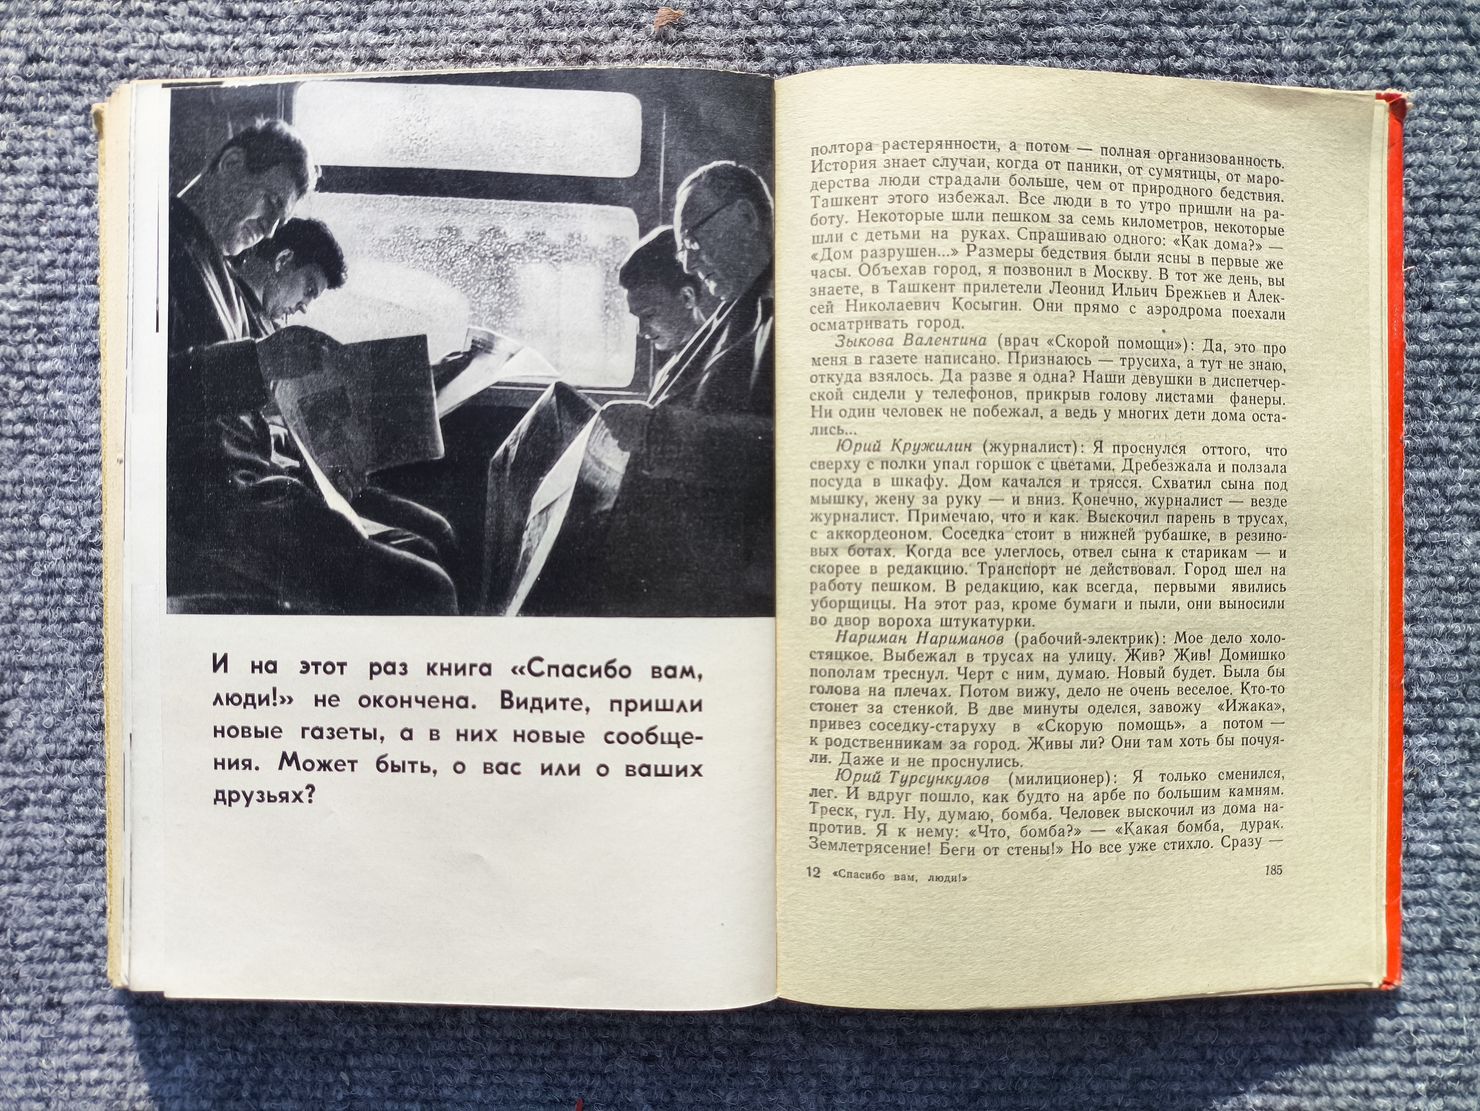 И на этот раз книга «Спасибо вам,
люди!» не окончена. Видите, пришли
новые газеты, а в них новые сообще-
ния. Может быть, о вас или о ваших
друзьях?
полтора растерянности, а потом — полная организованность.
История знает случаи, когда от паники, от сумятицы, от маро-
дерства люди страдали больше, чем от природного бедствия.
Ташкент этого избежал. Все люди в то утро пришли на ра-
боту. Некоторые шли пешком за семь километров, некоторые
шли с детьми на руках. Спрашиваю одного: «Как дома?» —
«Дом разрушен...» Размеры бедствия были ясны в первые же
часы. Объехав город, я позвонил в Москву. В тот же день, вы
знаете, в Ташкент прилетели Леонид Ильич Брежнев и Алек-
сей Николаевич Косыгин. Они прямо с аэродрома поехали
осматривать город.
Зыкова Валентина (врач «Скорой помощи»): Да, это про
меня в газете написано. Признаюсь — трусиха, а тут не знаю,
откуда взялось. Да разве я одна? Наши девушки в диспетчер-
ской сидели у телефонов, прикрыв голову листами фанеры.
Ни один человек не побежал, а ведь у многих дети дома оста-
лись...
Юрий Кружилин (журналист): Я проснулся оттого, что
сверху с полки упал горшок с цветами. Дребезжала и ползала
посуда в шкафу. Дом качался и трясся. Схватил сына под
мышку, жену за руку — и вниз. Конечно, журналист — везде
журналист. Примечаю, что и как. Выскочил парень в трусах,
с аккордеоном. Соседка стоит в нижней рубашке, в резино-
вых ботах. Когда все улеглось, отвел сына к старикам — и
скорее в редакцию. Транспорт не действовал. Город шел на
работу пешком. В редакцию, как всегда, первыми явились
уборщицы. На этот раз, кроме бумаги и пыли, они выносили
во двор вороха штукатурки.
Нариман Нариманов (рабочий-электрик): Мое дело холо-
стяцкое. Выбежал в трусах на улицу. Жив? Жив! Домишко
пополам треснул. Черт с ним, думаю. Новый будет. Была бы
голова на плечах. Потом вижу, дело не очень веселое. Кто-то
стонет за стенкой. В две минуты оделся, завожу «Ижака»,
привез соседку-старуху в «Скорую помощь», а потом —
к родственникам за город. Живы ли? Они там хоть бы почуя-
ли. Даже и не проснулись.
Юрий Турсункулов (милиционер): Я только сменился,
лег. И вдруг пошло, как будто на арбе по большим камням.
Треск, гул. Ну, думаю, бомба. Человек выскочил из дома на-
против. Я к нему: «Что, бомба?» — «Какая бомба, дурак.
Землетрясение! Беги от стены!» Но все уже стихло. Сразу —
12 «Спасибо вам, люди!»
185